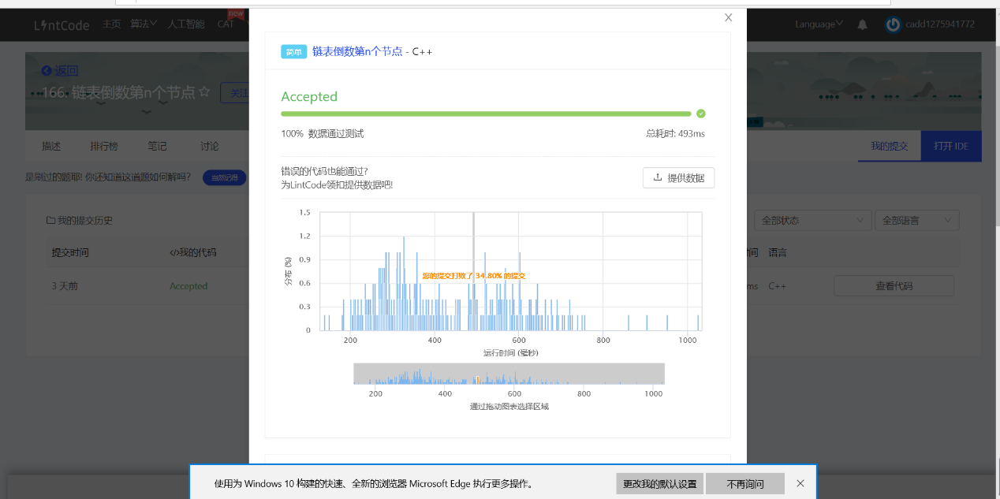 LintCode 主页 算法 人工智能 CAT new Language cadd1275941772
返回
166. 链表倒数第n个节点 关注
描述 排行榜 笔记 讨论 我的提交 打开 IDE
是刷过的题耶! 你还知道这道题如何解吗? 当然记得
我的提交历史 全部状态 全部语言
提交时间 </>我的代码 间 语言
3 天前 Accepted ms C++ 查看代码
简单 链表倒数第n个节点 - C++
Accepted
100% 数据通过测试 总耗时: 493ms
错误的代码也能通过?
为LintCode领扣提供数据吧!
提供数据
1.5
1.2
0.9
0.6
0.3
0
分布 (%)
您的提交打败了 34.80% 的提交
200 400 600 800 1000
运行时间 (毫秒)
200 400 600 800 1000
通过拖动图表选择区域
使用为 Windows 10 构建的快速、全新的浏览器 Microsoft Edge 执行更多操作。 更改我的默认设置 不再询问